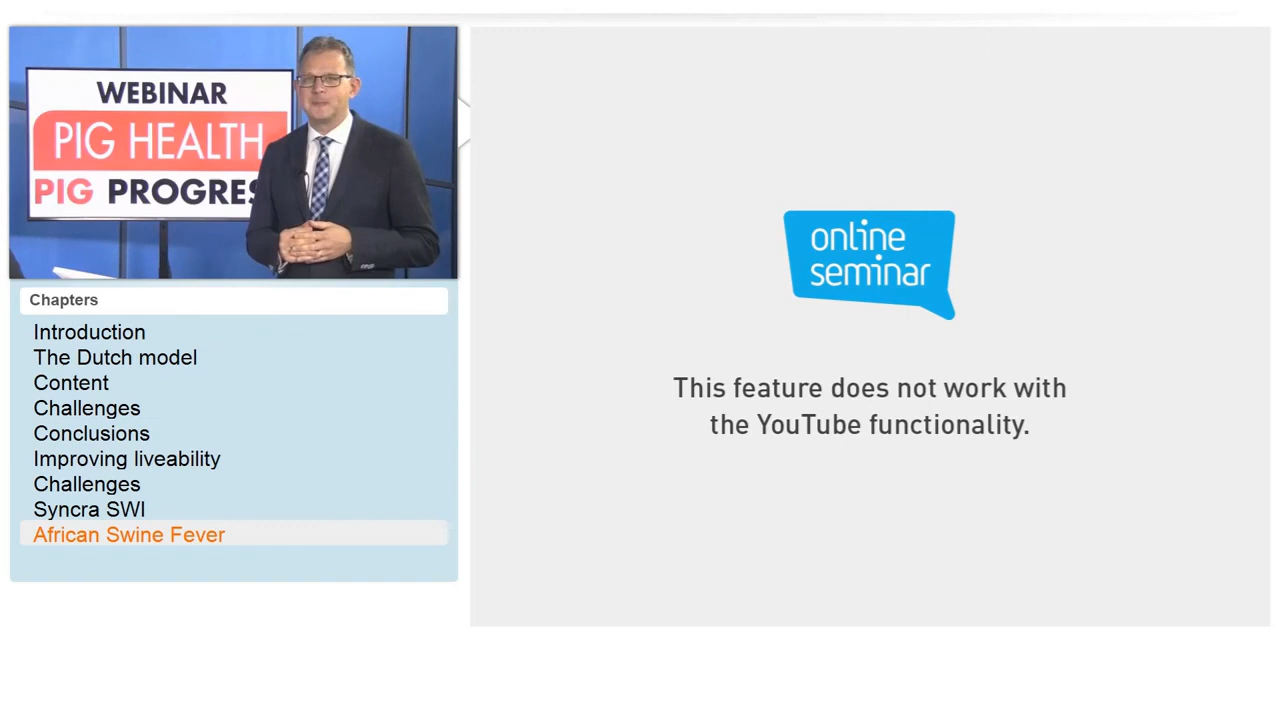 WEBINAR
PIG HEALTH
PIG PROGRES
Chapters
Introduction
The Dutch model
Content
Challenges
Conclusions
Improving liveability
Challenges
Syncra SWI
African Swine Fever
online
seminar
This feature does not work with
the YouTube functionality.